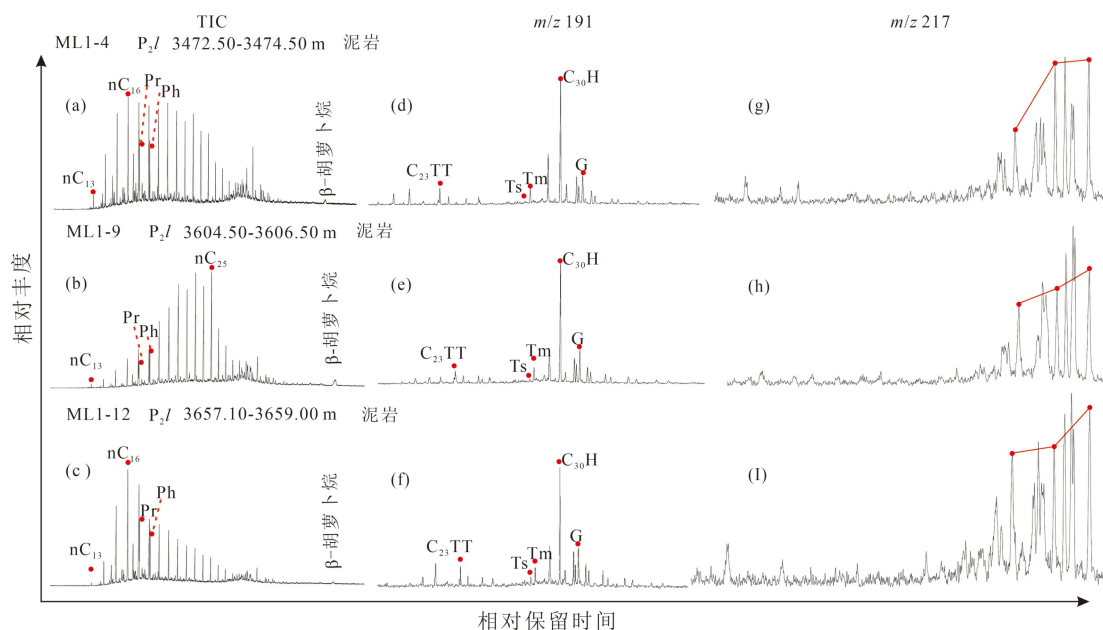 TIC m/z 191 m/z 217
ML1-4 P₂l 3472.50-3474.50 m 泥岩
(a) nC₁₃ nC₁₆ Pr Ph β-胡萝卜烷
(d) C₂₃TT Ts Tm C₃₀H G
(g)
ML1-9 P₂l 3604.50-3606.50 m 泥岩
(b) nC₁₃ Pr Ph nC₂₅ β-胡萝卜烷
(e) C₂₃TT Ts Tm C₃₀H G
(h)
ML1-12 P₂l 3657.10-3659.00 m 泥岩
(c) nC₁₃ nC₁₆ Pr Ph β-胡萝卜烷
(f) C₂₃TT Ts Tm C₃₀H G
(I)
相对丰度
相对保留时间